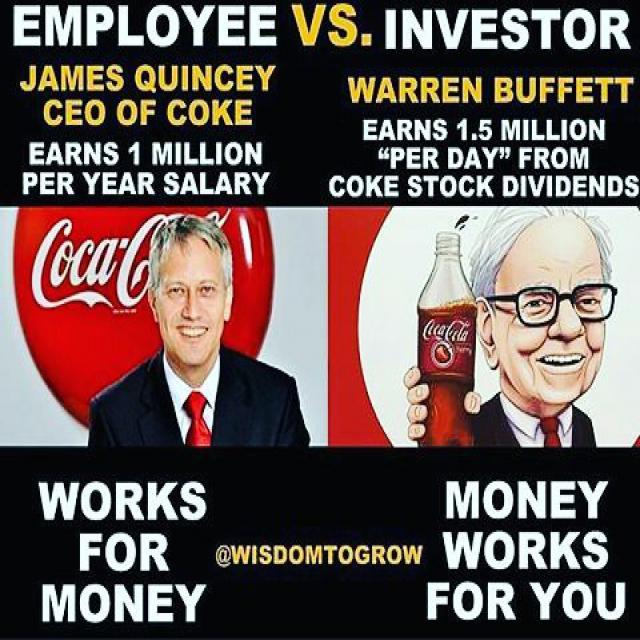 EMPLOYEE VS. INVESTOR
JAMES QUINCEY
CEO OF COKE
EARNS 1 MILLION
PER YEAR SALARY
WARREN BUFFETT
EARNS 1.5 MILLION
“PER DAY” FROM
COKE STOCK DIVIDENDS
Coca-C
Coca-Cola
WORKS
FOR
MONEY
@WISDOMTOGROW
MONEY
WORKS
FOR YOU